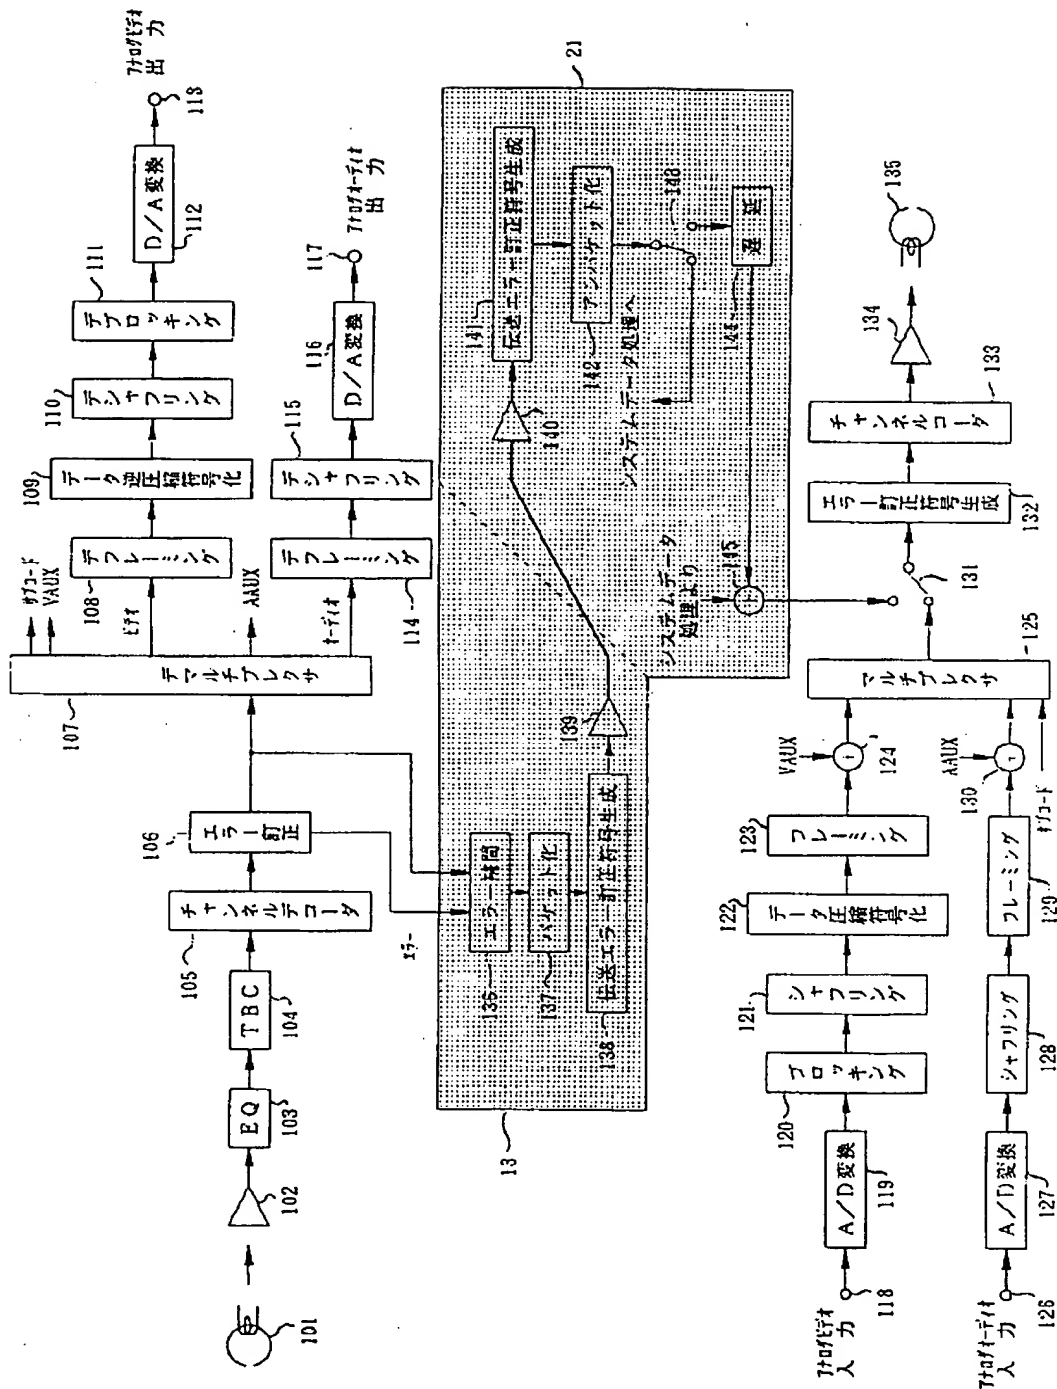 101
102
EQ
103
TBC
104
チャンネルデコーダ
105
エラー訂正
106
デマルチプレクサ
107
サブコード
VAUX
ビデオ
AAUX
オーディオ
デフレーミング
108
データ逆圧縮符号化
109
デシャフリング
110
デブロッキング
111
D/A変換
112
113
アナログビデオ
出力
デフレーミング
114
デシャフリング
115
D/A変換
116
117
アナログオーディオ
出力
エラー
13
エラー補間
136
パケット化
137
伝送エラー訂正符号生成
138
139
140
伝送エラー訂正符号生成
141
アンパケット化
142
143
システムデータ処理へ
遅延
144
システムデータ
処理より
145
21
アナログビデオ
入力
118
A/D変換
119
ブロッキング
120
シャフリング
121
データ圧縮符号化
122
フレーミング
123
VAUX
124
マルチプレクサ
125
アナログオーディオ
入力
126
A/D変換
127
シャフリング
128
フレーミング
129
AAUX
130
サブコード
131
エラー訂正符号生成
132
チャンネルコーダ
133
134
135